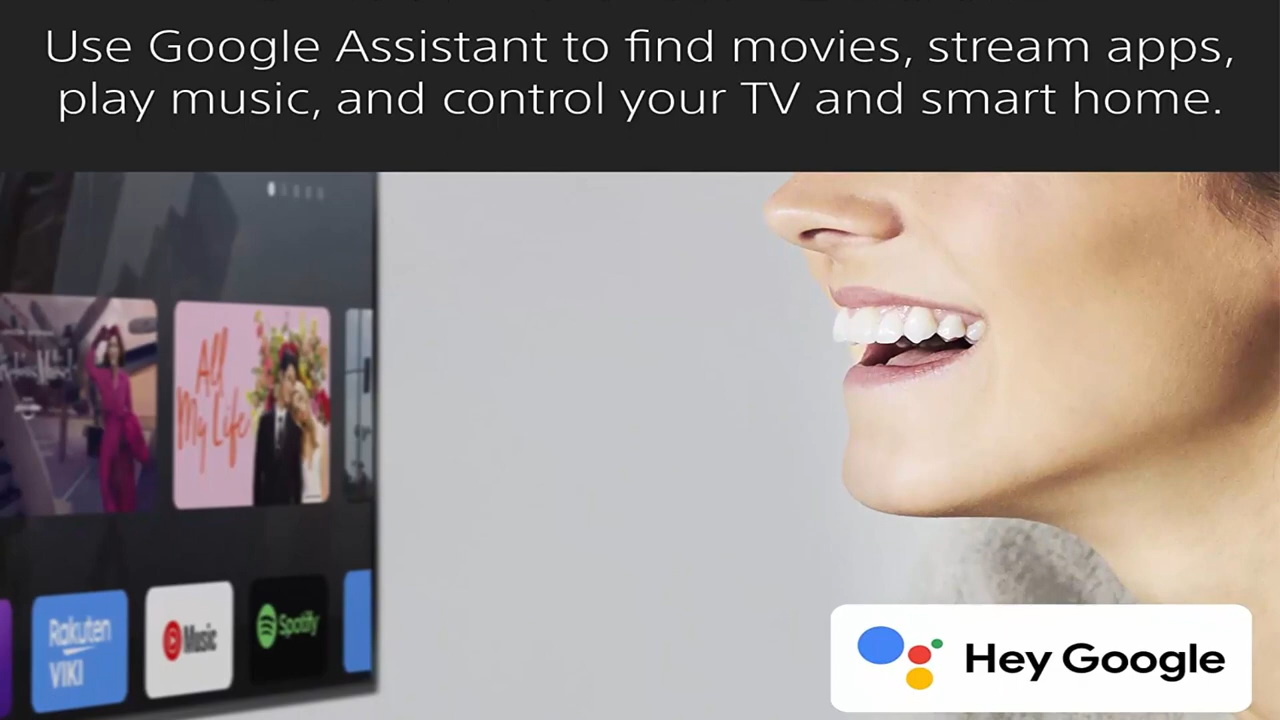 Use Google Assistant to find movies, stream apps,
play music, and control your TV and smart home.
All
My Life
Rakuten
VIKI
Music
Spotify
Hey Google